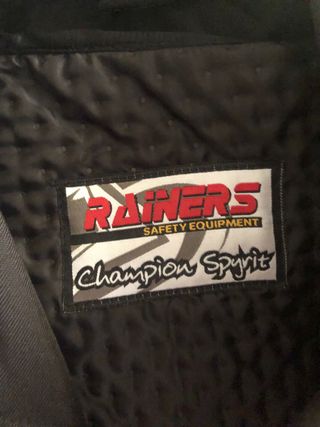 RAINERS
SAFETY EQUIPMENT
Champion Spyrit